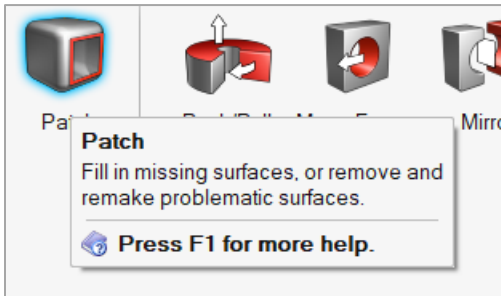 Patch
Fill in missing surfaces, or remove and
remake problematic surfaces.
Press F1 for more help.